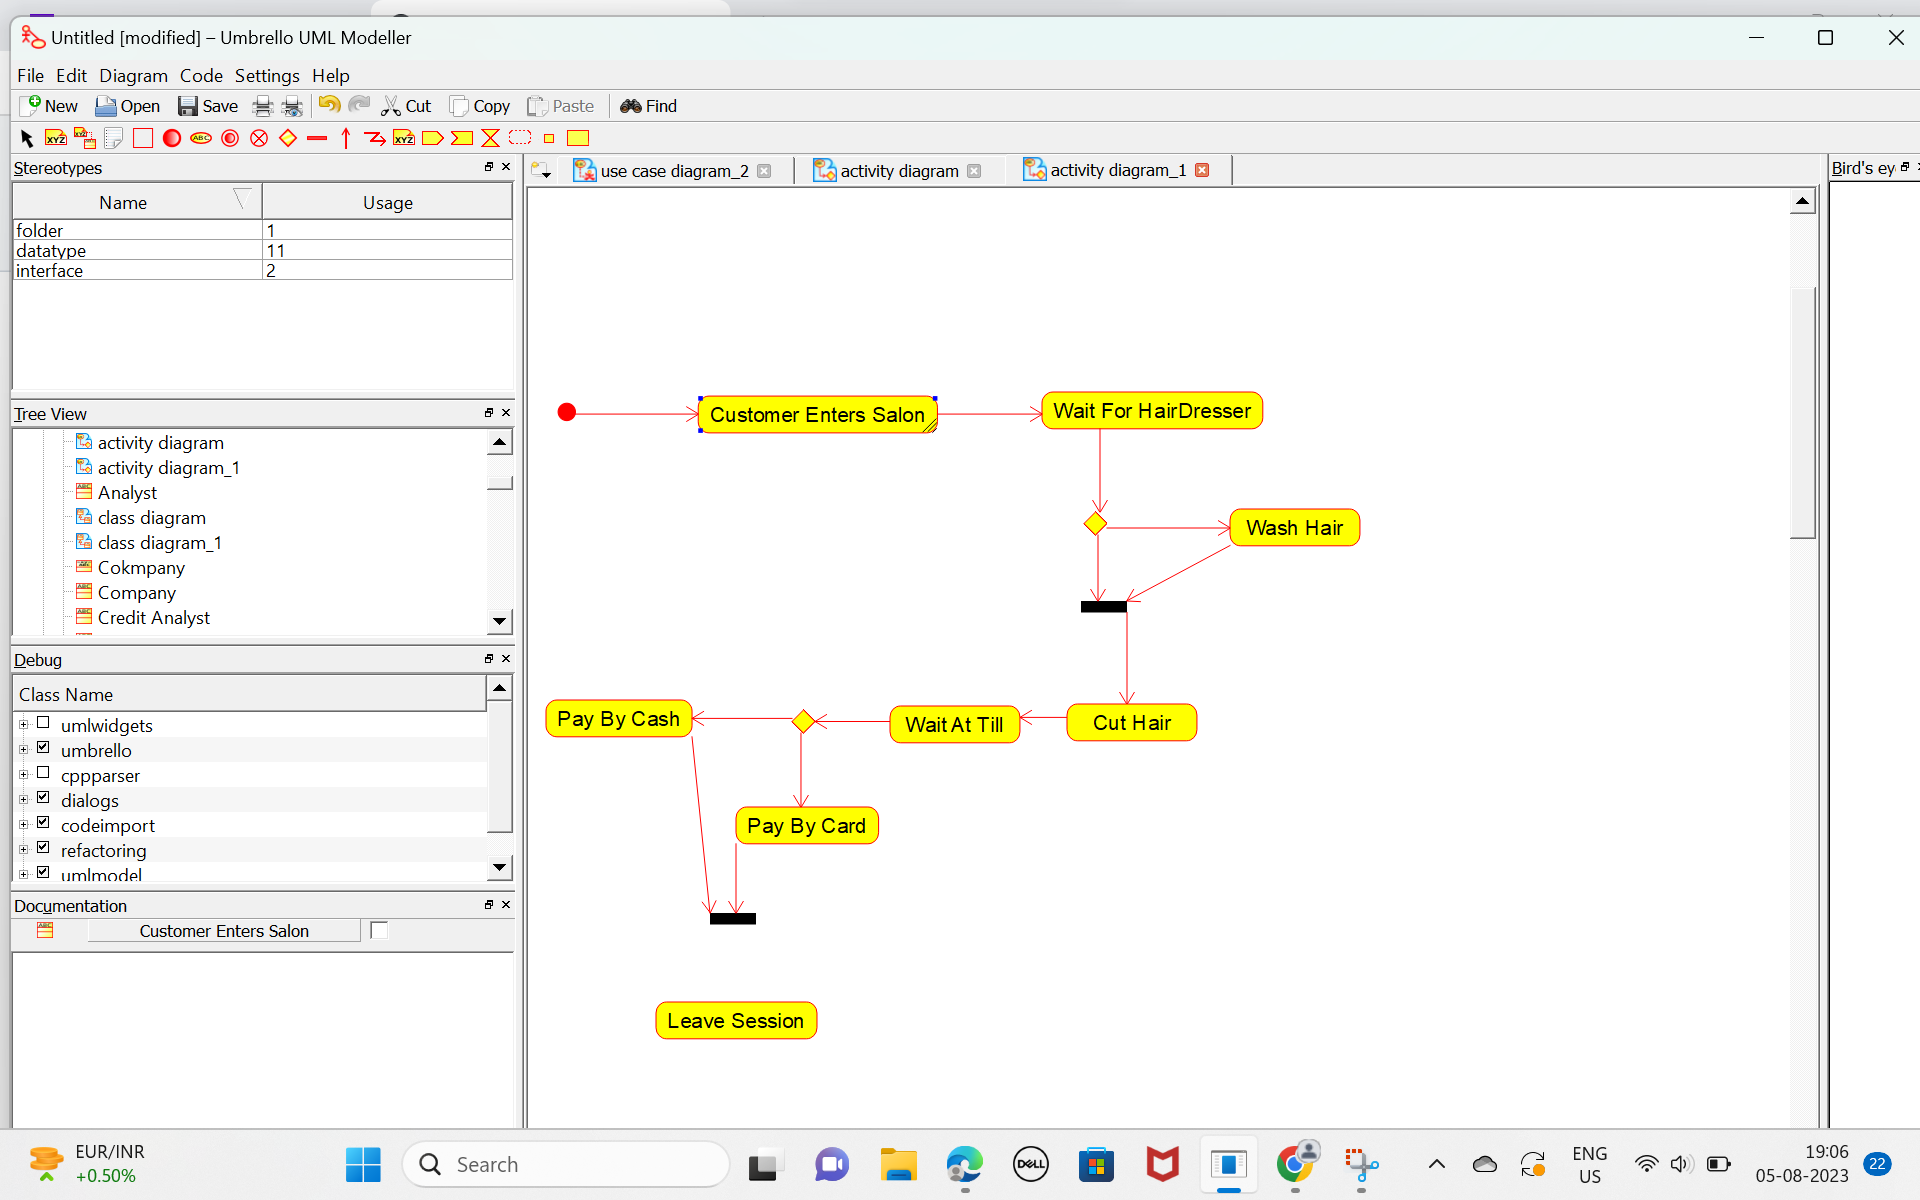 Untitled [modified] – Umbrello UML Modeller
File Edit Diagram Code Settings Help
New Open Save Cut Copy Paste Find
Stereotypes
Name Usage
folder 1
datatype 11
interface 2
Tree View
activity diagram
activity diagram_1
Analyst
class diagram
class diagram_1
Cokmpany
Company
Credit Analyst
Debug
Class Name
umlwidgets
umbrello
cppparser
dialogs
codeimport
refactoring
umlmodel
Documentation
Customer Enters Salon
use case diagram_2 activity diagram activity diagram_1
Bird's ey
Customer Enters Salon
Wait For HairDresser
Wash Hair
Pay By Cash
Wait At Till
Cut Hair
Pay By Card
Leave Session
EUR/INR
+0.50%
Search
DELL
ENG
US
19:06
05-08-2023
22